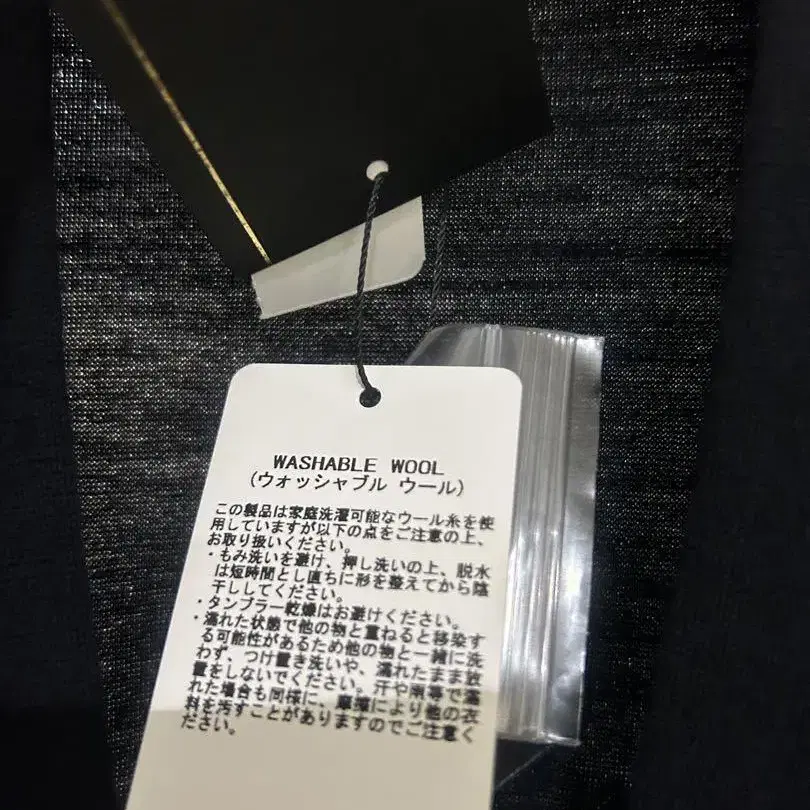 WASHABLE WOOL
(ウォッシャブル ウール)
この製品は家庭洗濯可能なウール糸を使
用していますが以下の点をご注意の上、
お取り扱いください。
・もみ洗いを避け、押し洗いの上、脱水
は短時間とし直ちに形を整えてから陰
干ししてください。
・タンブラー乾燥はお避けください。
・濡れた状態で他の物と重ねると移染す
る可能性があるため他の物と一緒に洗
わず、つけ置き洗いや、濡れたまま放
置をしないでください。汗や雨等で濡
れた場合も同様に、摩擦により他の衣
料を汚すことがありますのでご注意く
ださい。